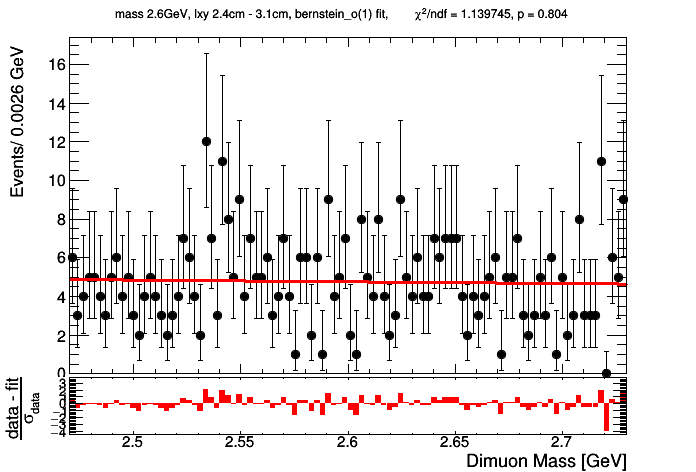 mass 2.6GeV, lxy 2.4cm - 3.1cm, bernstein_o(1) fit, χ²/ndf = 1.139745, p = 0.804
Events/ 0.0026 GeV
16
14
12
10
8
6
4
2
0
data - fit
σdata
3
2
1
0
−1
−2
−3
−4
2.5 2.55 2.6 2.65 2.7
Dimuon Mass [GeV]